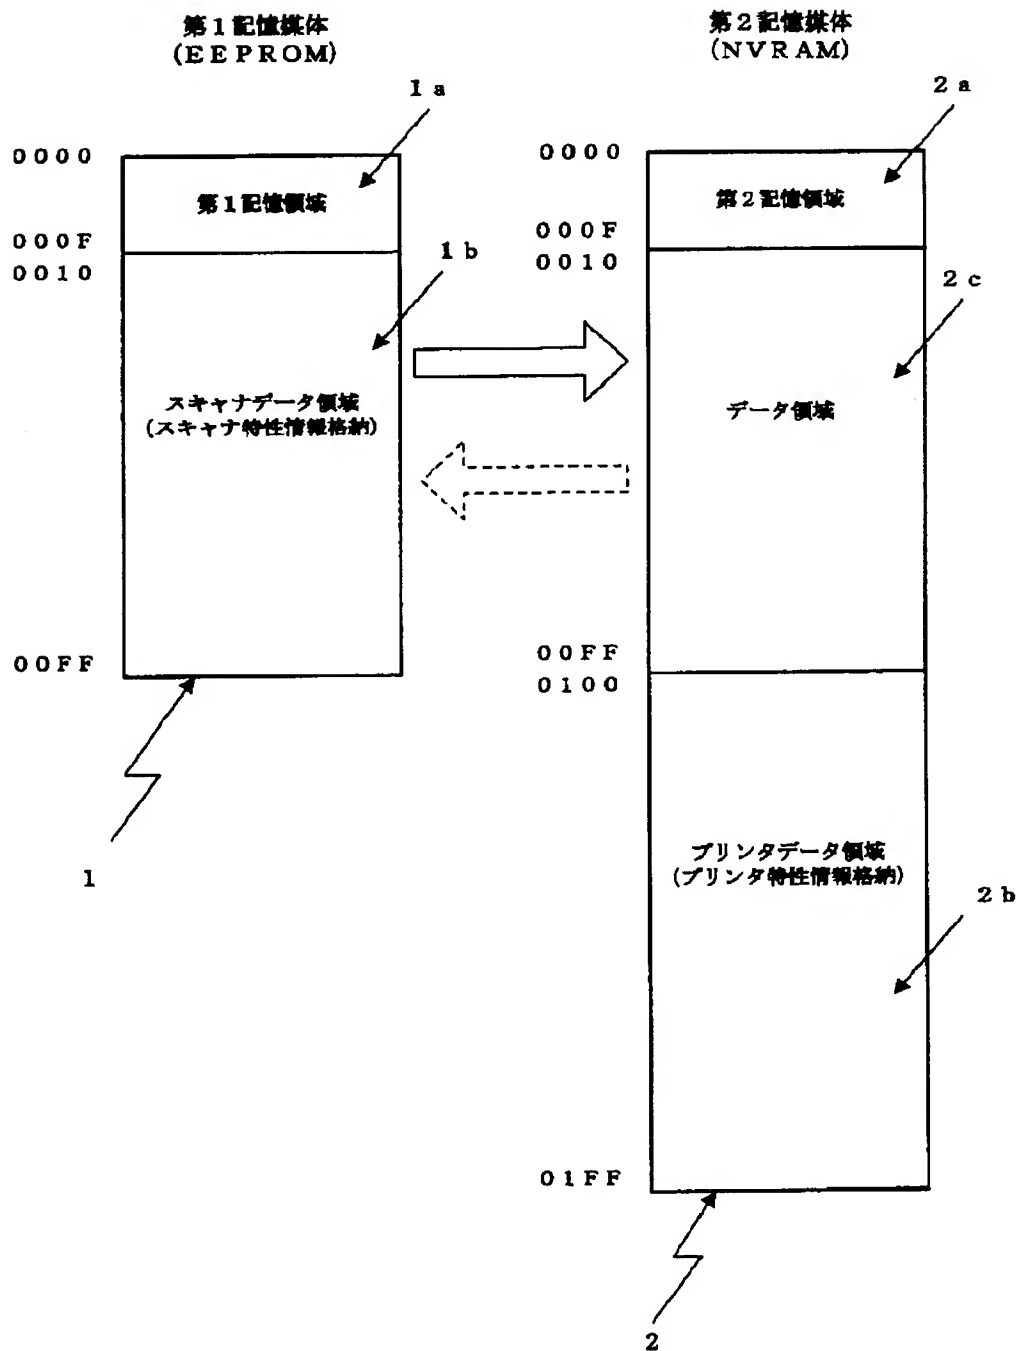 第1記憶媒体
(EEPROM)
第2記憶媒体
(NVRAM)
1a
2a
0000
第1記憶領域
000F
0010
1b
0000
第2記憶領域
000F
0010
2c
スキャナデータ領域
(スキャナ特性情報格納)
データ領域
00FF
00FF
0100
1
プリンタデータ領域
(プリンタ特性情報格納)
2b
01FF
2